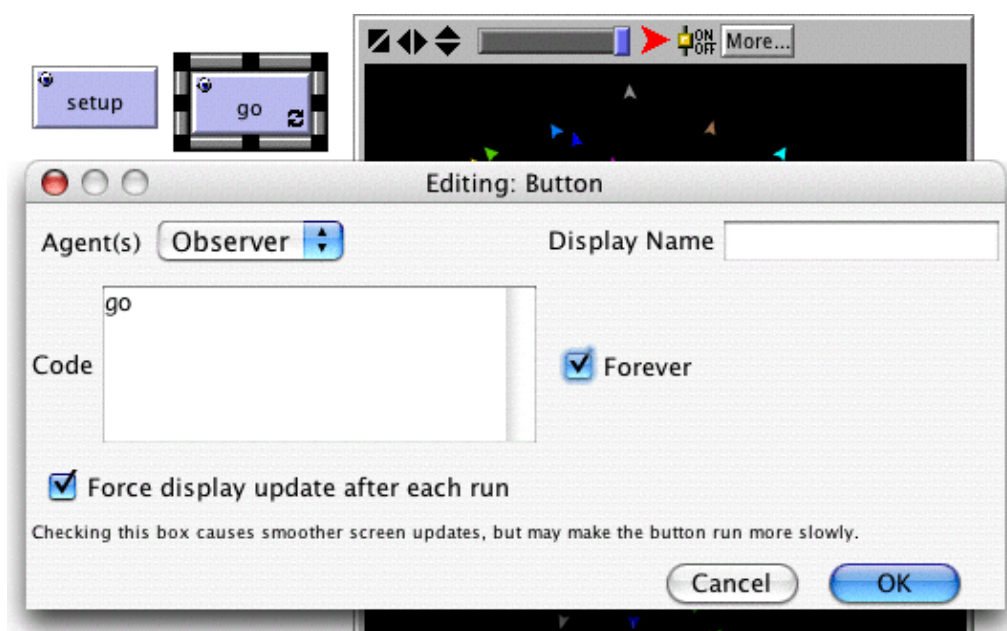 ON
OFF
More...
setup
go
Editing: Button
Agent(s) Observer
Display Name
go
Code
Forever
Force display update after each run
Checking this box causes smoother screen updates, but may make the button run more slowly.
Cancel
OK